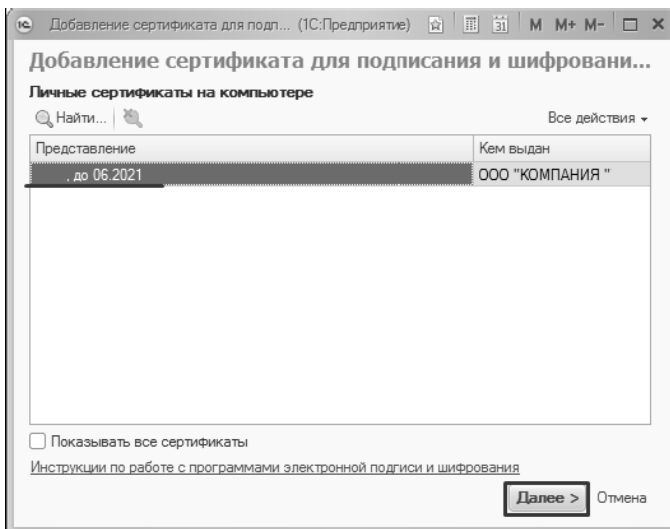 1С Добавление сертификата для подп... (1С:Предприятие) 31 M M+ M-
Добавление сертификата для подписания и шифровани...
Личные сертификаты на компьютере
Найти... Все действия
Представление Кем выдан
, до 06.2021 ООО "КОМПАНИЯ "
Показывать все сертификаты
Инструкции по работе с программами электронной подписи и шифрования
Далее > Отмена